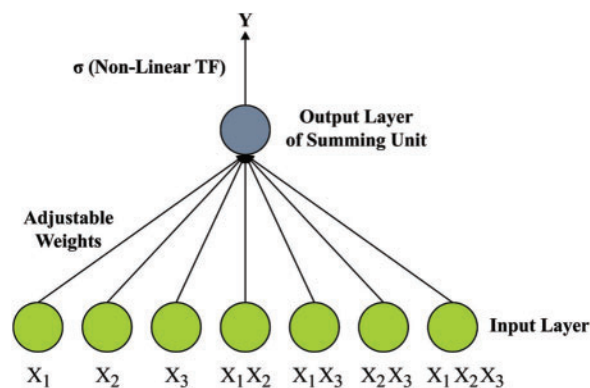 Y
σ (Non-Linear TF)
Output Layer
of Summing Unit
Adjustable
Weights
Input Layer
X₁ X₂ X₃ X₁X₂ X₁X₃ X₂X₃ X₁X₂X₃